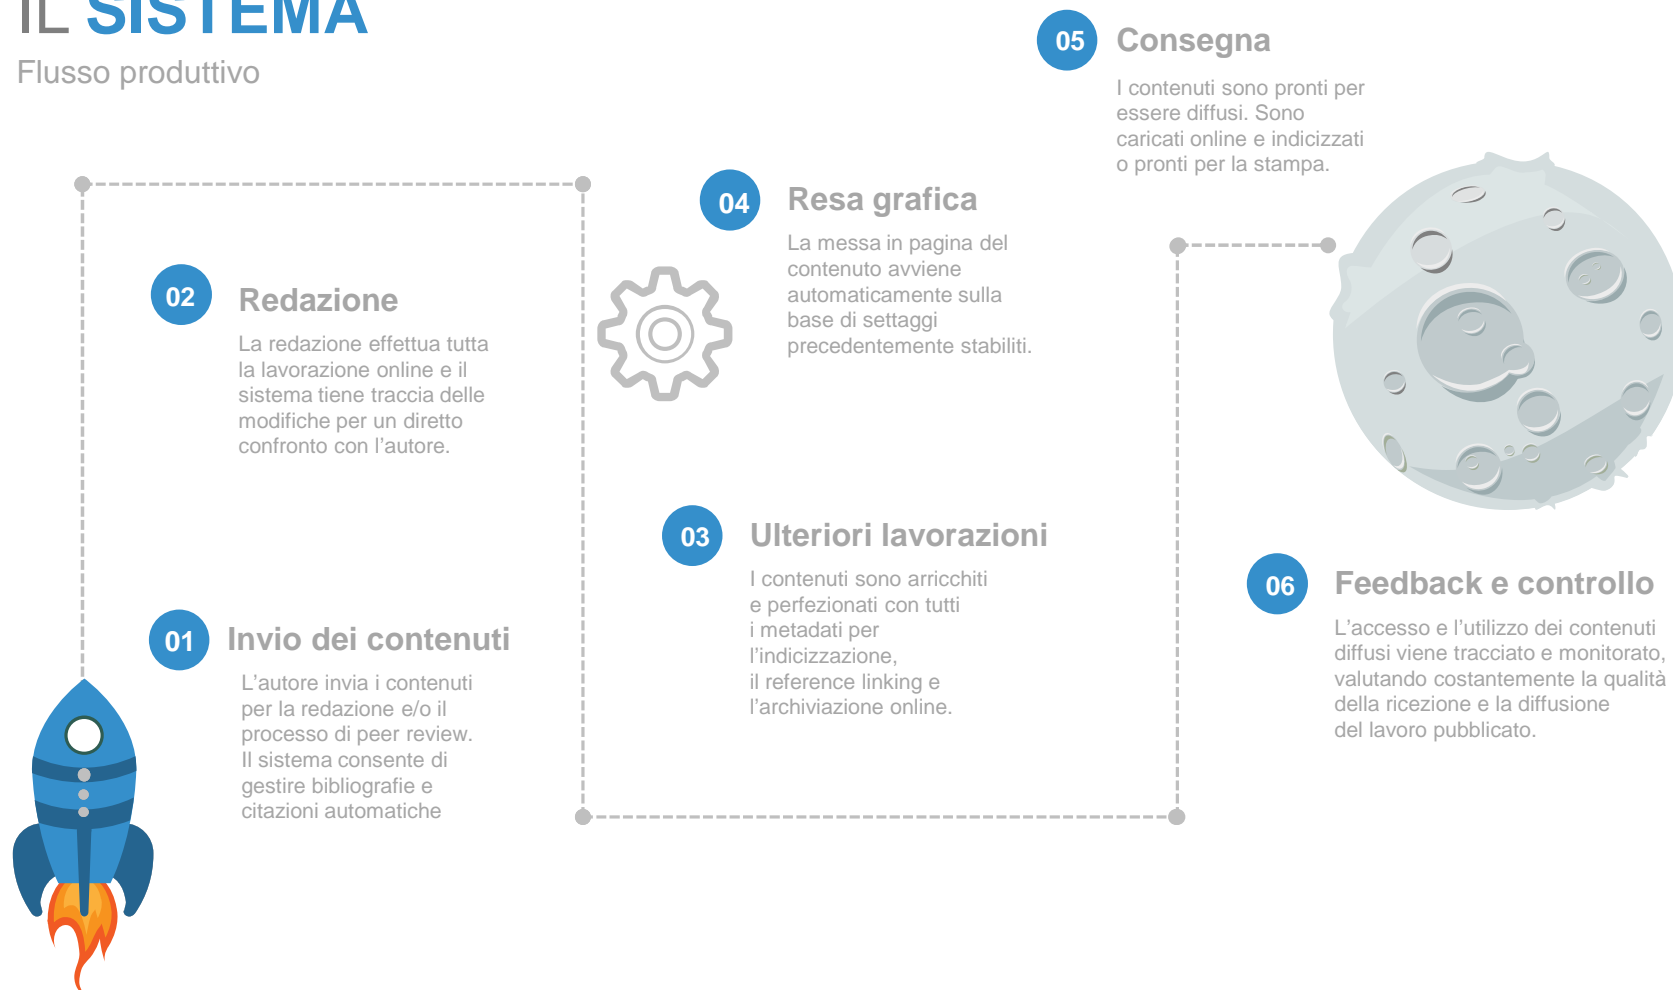 IL SISTEMA
Flusso produttivo
01
Invio dei contenuti
L’autore invia i contenuti
per la redazione e/o il
processo di peer review.
Il sistema consente di
gestire bibliografie e
citazioni automatiche
02
Redazione
La redazione effettua tutta
la lavorazione online e il
sistema tiene traccia delle
modifiche per un diretto
confronto con l’autore.
03
Ulteriori lavorazioni
I contenuti sono arricchiti
e perfezionati con tutti
i metadati per
l’indicizzazione,
il reference linking e
l’archiviazione online.
04
Resa grafica
La messa in pagina del
contenuto avviene
automaticamente sulla
base di settaggi
precedentemente stabiliti.
05
Consegna
I contenuti sono pronti per
essere diffusi. Sono
caricati online e indicizzati
o pronti per la stampa.
06
Feedback e controllo
L’accesso e l’utilizzo dei contenuti
diffusi viene tracciato e monitorato,
valutando costantemente la qualità
della ricezione e la diffusione
del lavoro pubblicato.